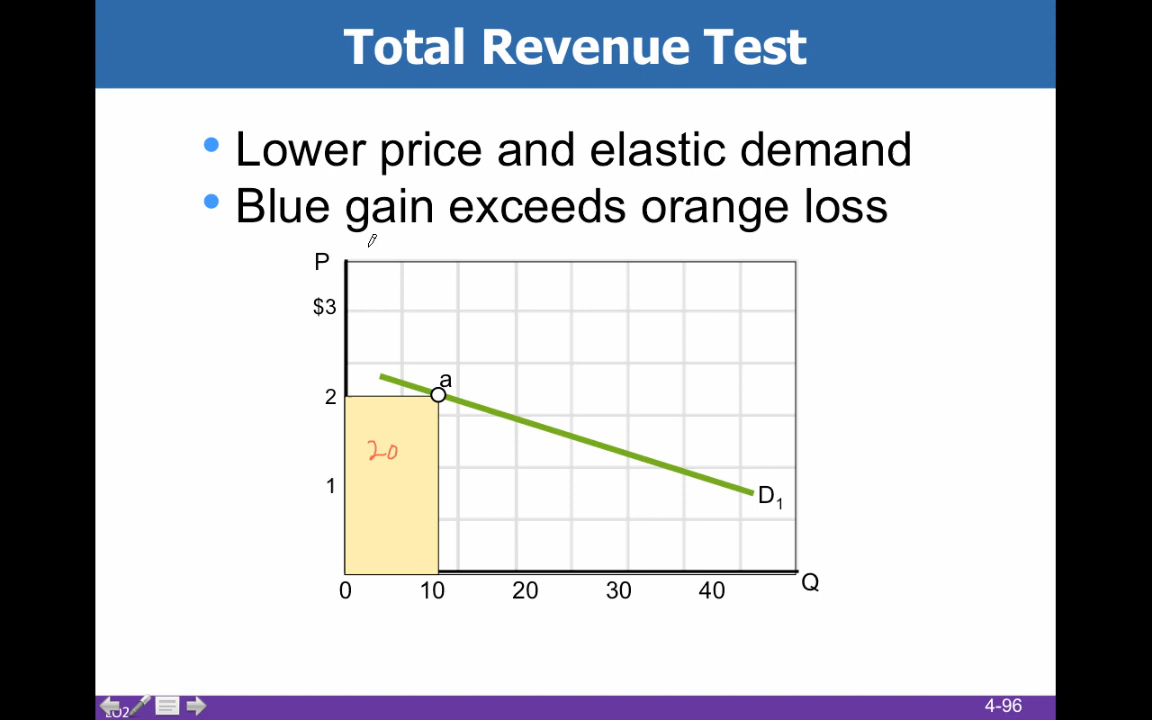 Total Revenue Test
• Lower price and elastic demand
• Blue gain exceeds orange loss
P
$3
a
2
20
1
D1
0 10 20 30 40 Q
LO2
4-96